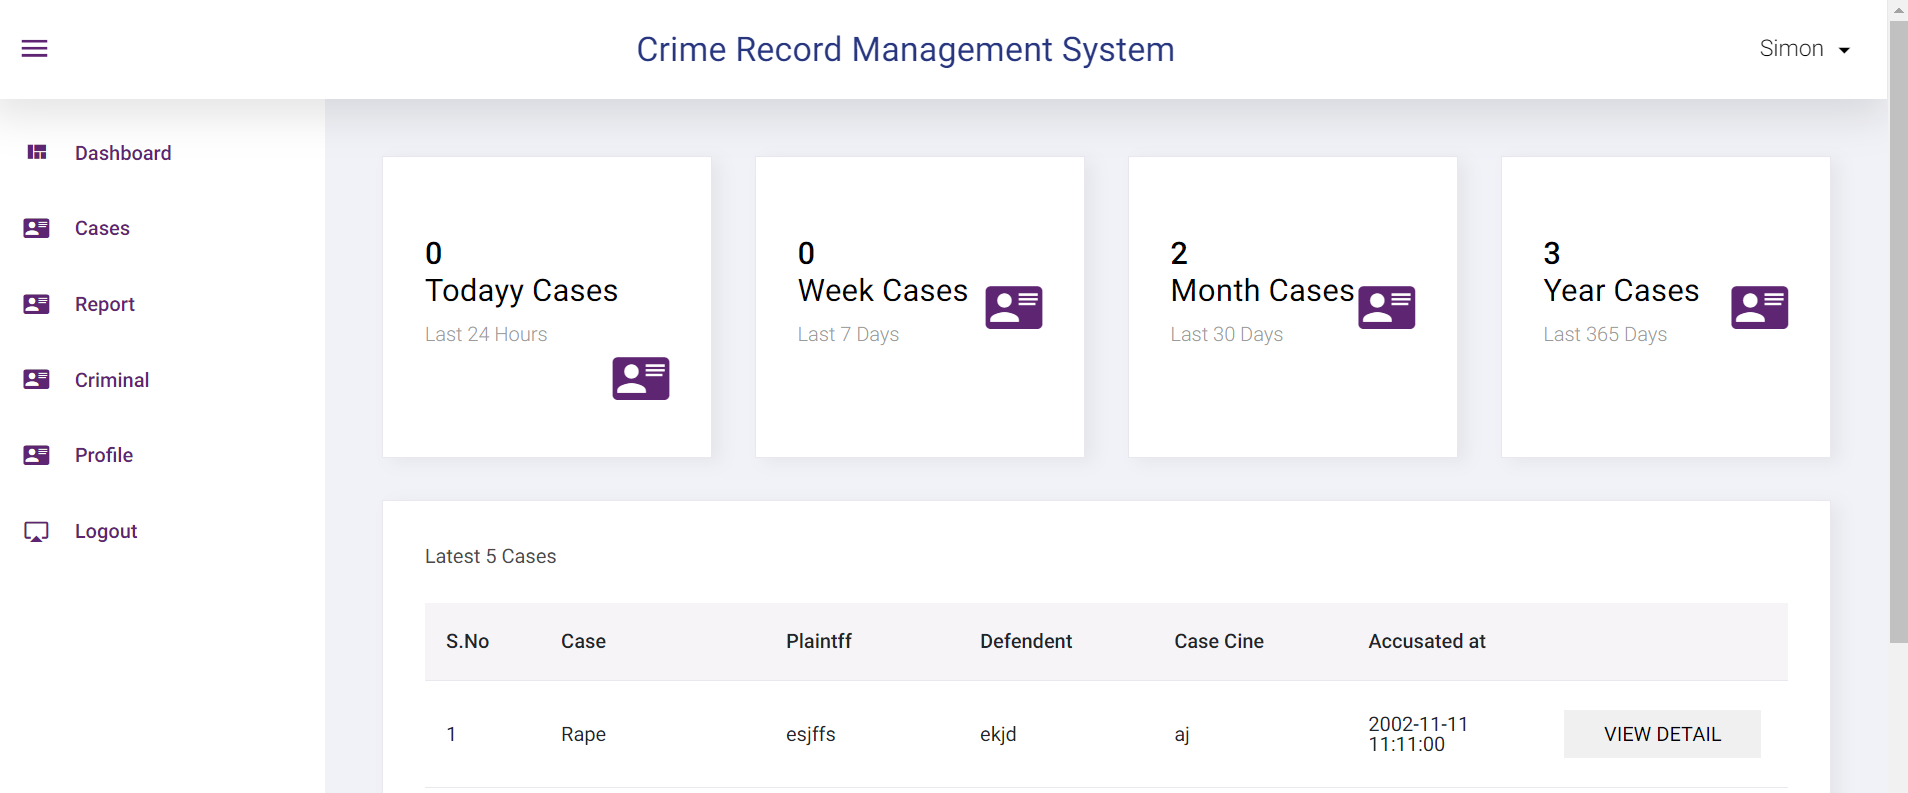 Crime Record Management System
Simon
Dashboard
Cases
Report
Criminal
Profile
Logout
0
Todayy Cases
Last 24 Hours
0
Week Cases
Last 7 Days
2
Month Cases
Last 30 Days
3
Year Cases
Last 365 Days
Latest 5 Cases
S.No Case Plaintff Defendent Case Cine Accusated at
1 Rape esjffs ekjd aj 2002-11-11
11:11:00
VIEW DETAIL